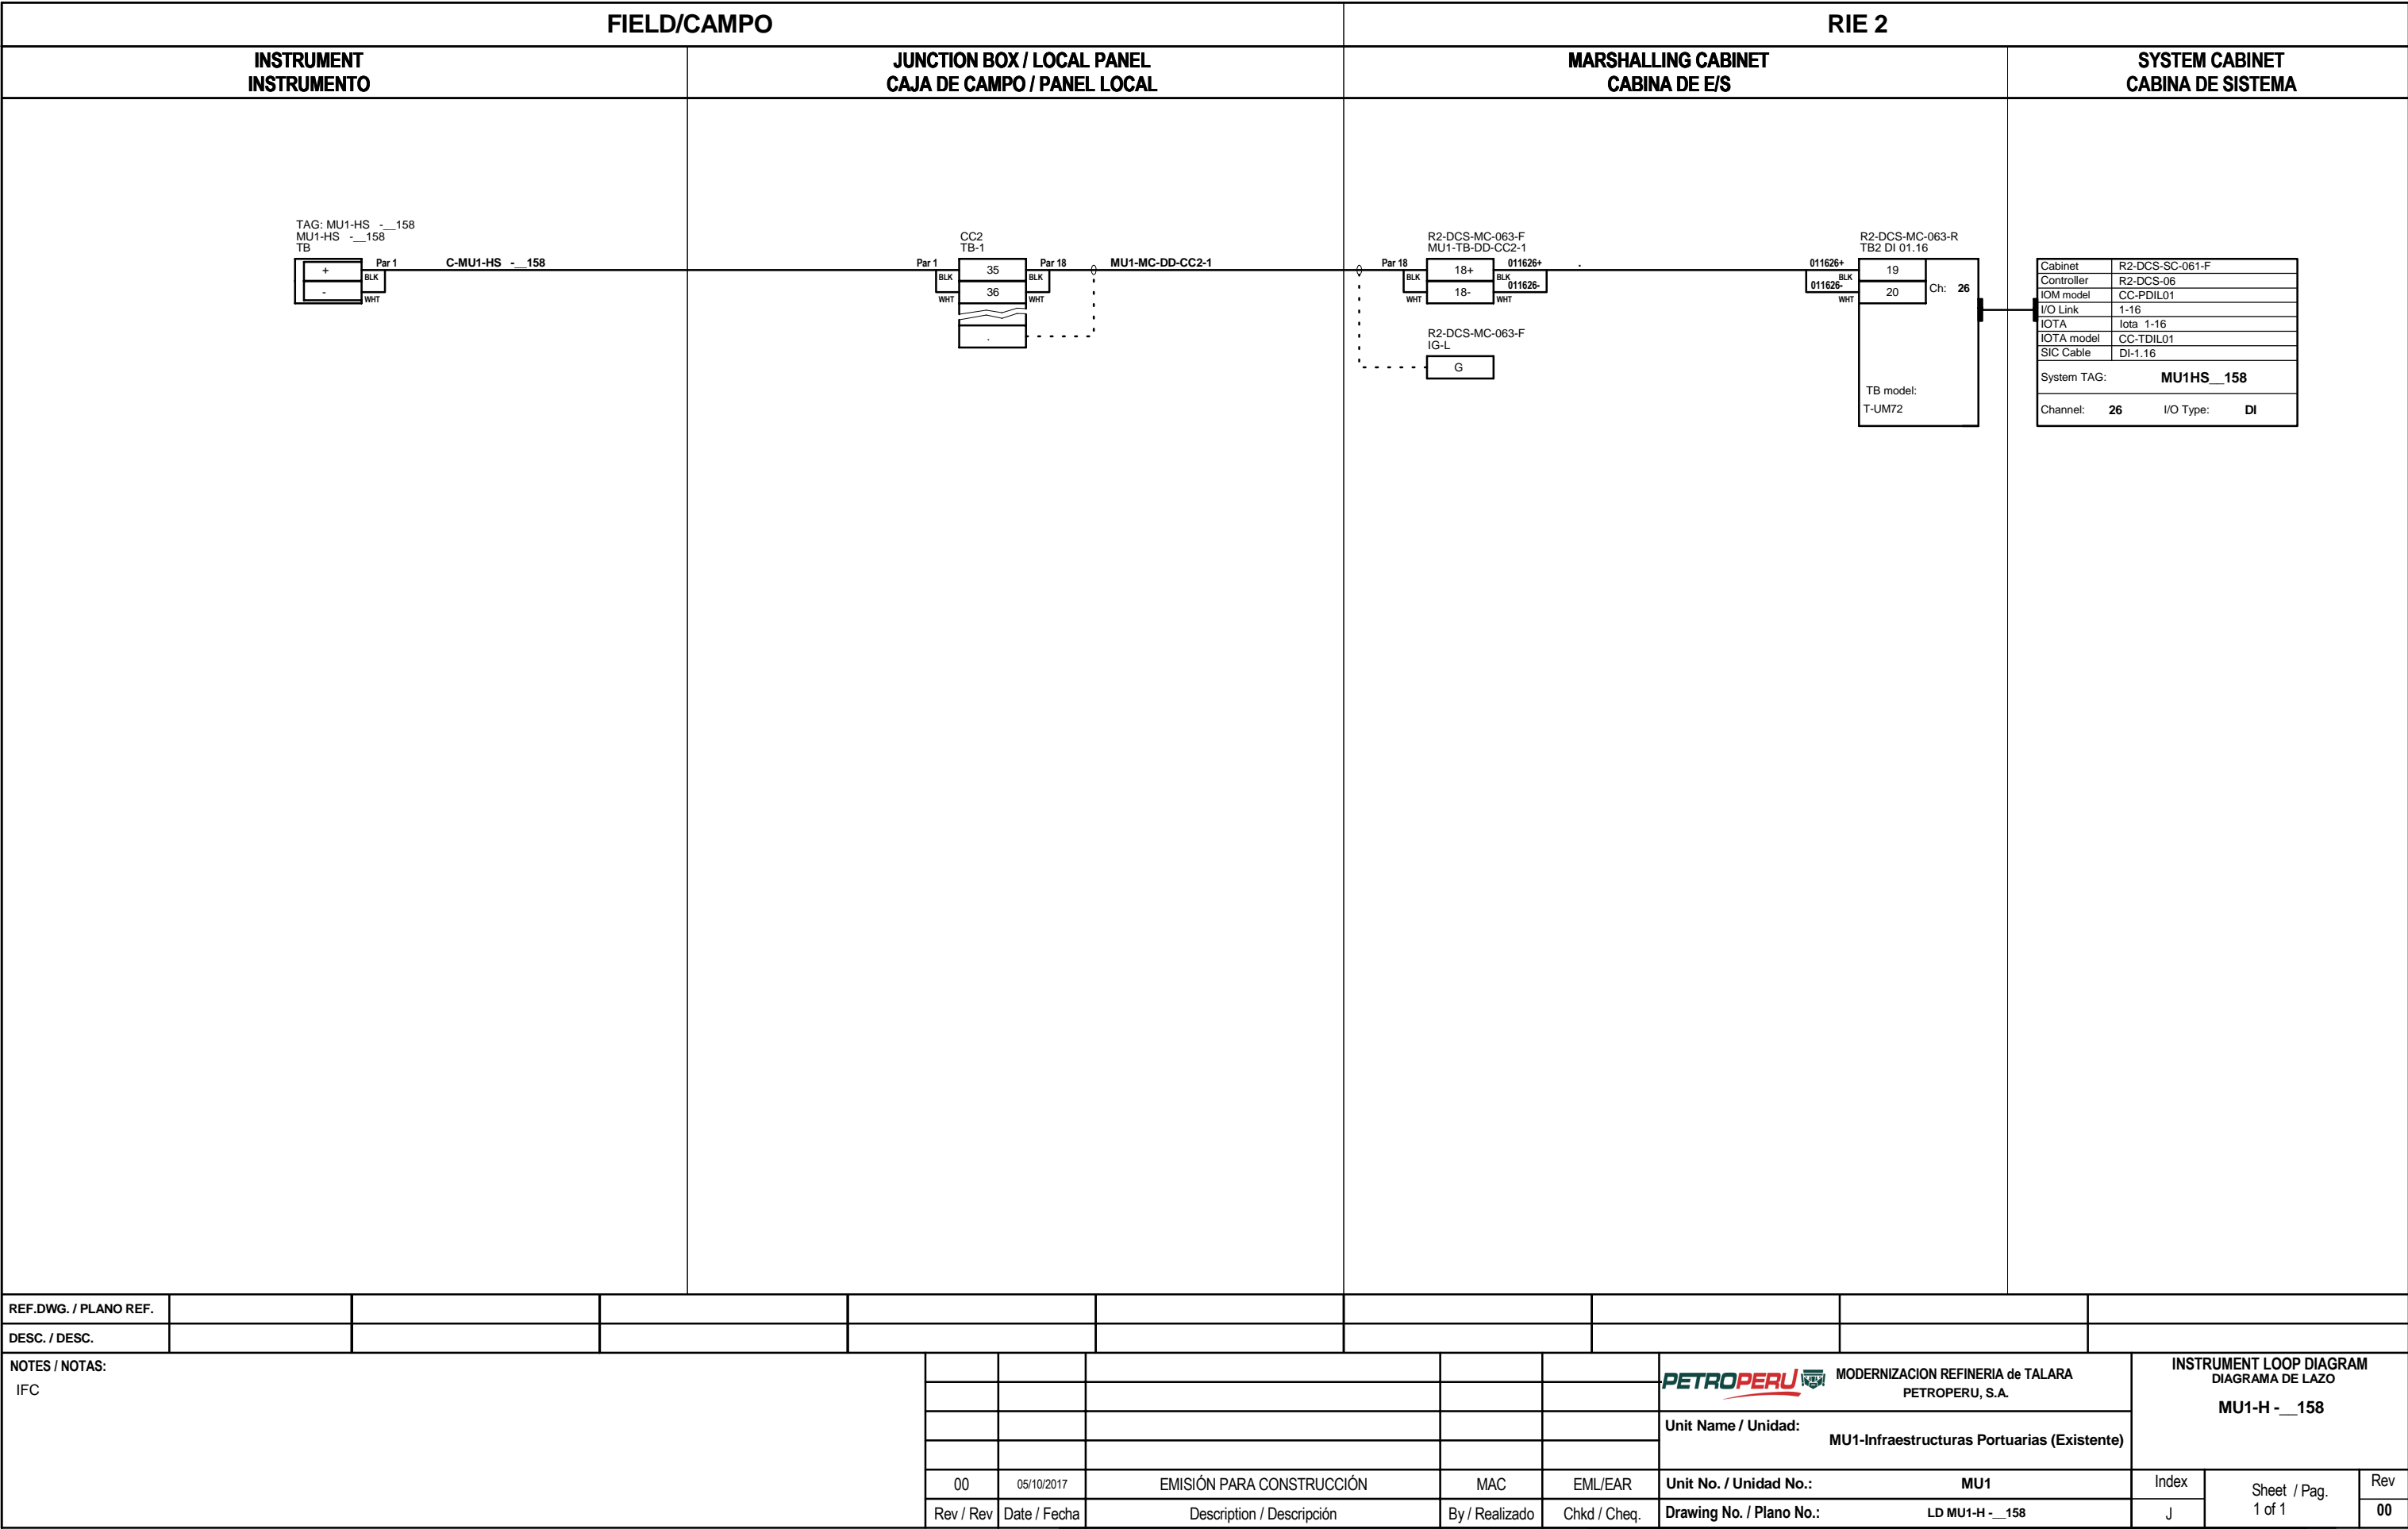 FIELD/CAMPO
RIE 2
INSTRUMENT
INSTRUMENTO
JUNCTION BOX / LOCAL PANEL
CAJA DE CAMPO / PANEL LOCAL
MARSHALLING CABINET
CABINA DE E/S
SYSTEM CABINET
CABINA DE SISTEMA
TAG: MU1-HS -__158
MU1-HS -__158
TB
+
-
Par 1
BLK
WHT
C-MU1-HS -__158
Par 1
BLK
WHT
CC2
TB-1
35
36
.
Par 18
BLK
WHT
MU1-MC-DD-CC2-1
Par 18
BLK
WHT
R2-DCS-MC-063-F
MU1-TB-DD-CC2-1
18+
18-
011626+
BLK
011626-
WHT
.
R2-DCS-MC-063-F
IG-L
G
011626+
BLK
011626-
WHT
R2-DCS-MC-063-R
TB2 DI 01.16
19
20
Ch: 26
TB model:
T-UM72
Cabinet R2-DCS-SC-061-F
Controller R2-DCS-06
IOM model CC-PDIL01
I/O Link 1-16
IOTA Iota 1-16
IOTA model CC-TDIL01
SIC Cable DI-1.16
System TAG: MU1HS__158
Channel: 26 I/O Type: DI
REF.DWG. / PLANO REF.
DESC. / DESC.
NOTES / NOTAS:
IFC
00 05/10/2017 EMISIÓN PARA CONSTRUCCIÓN MAC EML/EAR
Rev / Rev Date / Fecha Description / Descripción By / Realizado Chkd / Cheq.
PETROPERU
MODERNIZACION REFINERIA de TALARA
PETROPERU, S.A.
Unit Name / Unidad:
MU1-Infraestructuras Portuarias (Existente)
Unit No. / Unidad No.: MU1
Drawing No. / Plano No.: LD MU1-H -__158
INSTRUMENT LOOP DIAGRAM
DIAGRAMA DE LAZO
MU1-H -__158
Index
J
Sheet / Pag.
1 of 1
Rev
00